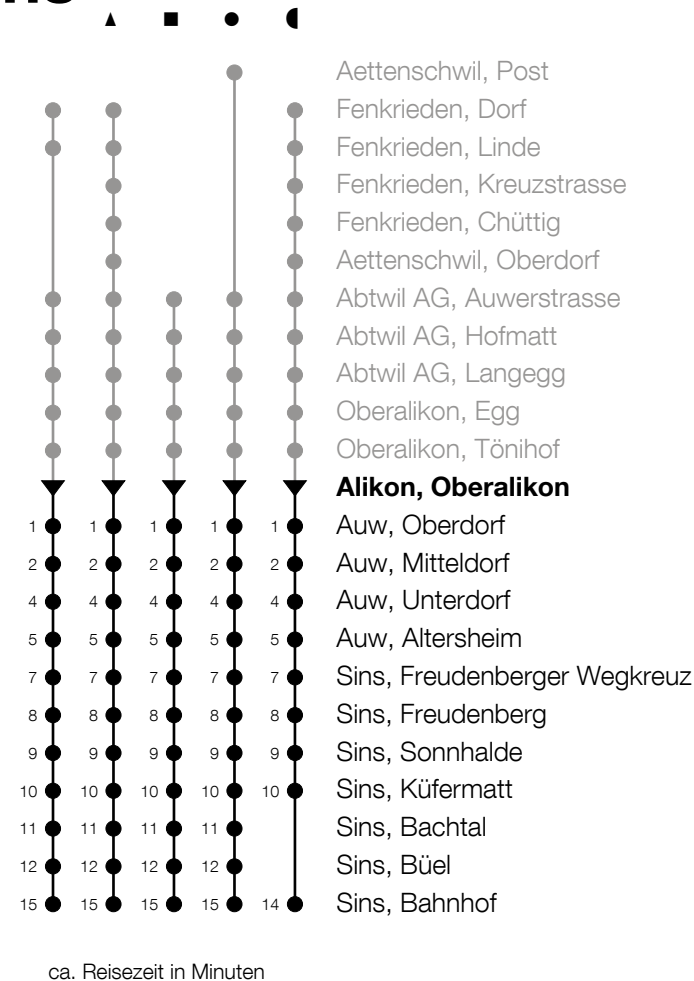 Aettenschwil, Post
Fenkrieden, Dorf
Fenkrieden, Linde
Fenkrieden, Kreuzstrasse
Fenkrieden, Chüttig
Aettenschwil, Oberdorf
Abtwil AG, Auwerstrasse
Abtwil AG, Hofmatt
Abtwil AG, Langegg
Oberalikon, Egg
Oberalikon, Tönihof
Alikon, Oberalikon
1 1 1 1 1 Auw, Oberdorf
2 2 2 2 2 Auw, Mitteldorf
4 4 4 4 4 Auw, Unterdorf
5 5 5 5 5 Auw, Altersheim
7 7 7 7 7 Sins, Freudenberger Wegkreuz
8 8 8 8 8 Sins, Freudenberg
9 9 9 9 9 Sins, Sonnhalde
10 10 10 10 10 Sins, Küfermatt
11 11 11 11 Sins, Bachtal
12 12 12 12 Sins, Büel
15 15 15 15 14 Sins, Bahnhof
ca. Reisezeit in Minuten